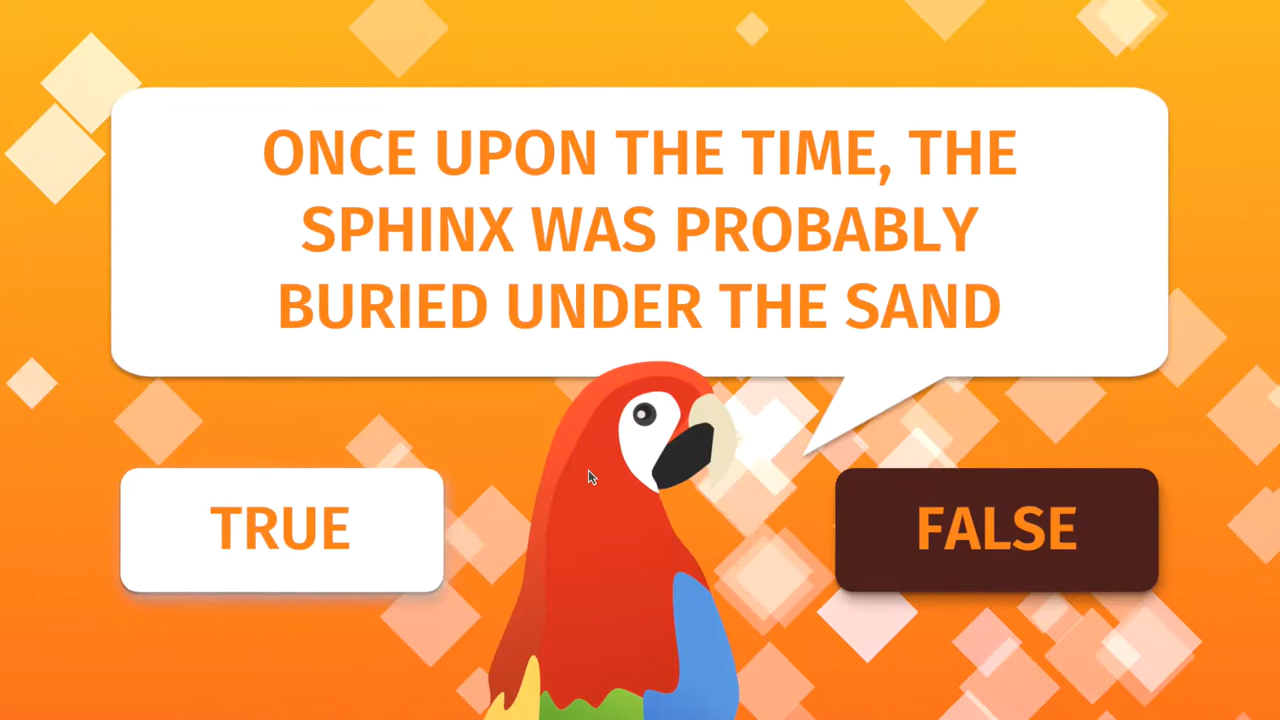 ONCE UPON THE TIME, THE
SPHINX WAS PROBABLY
BURIED UNDER THE SAND
TRUE
FALSE